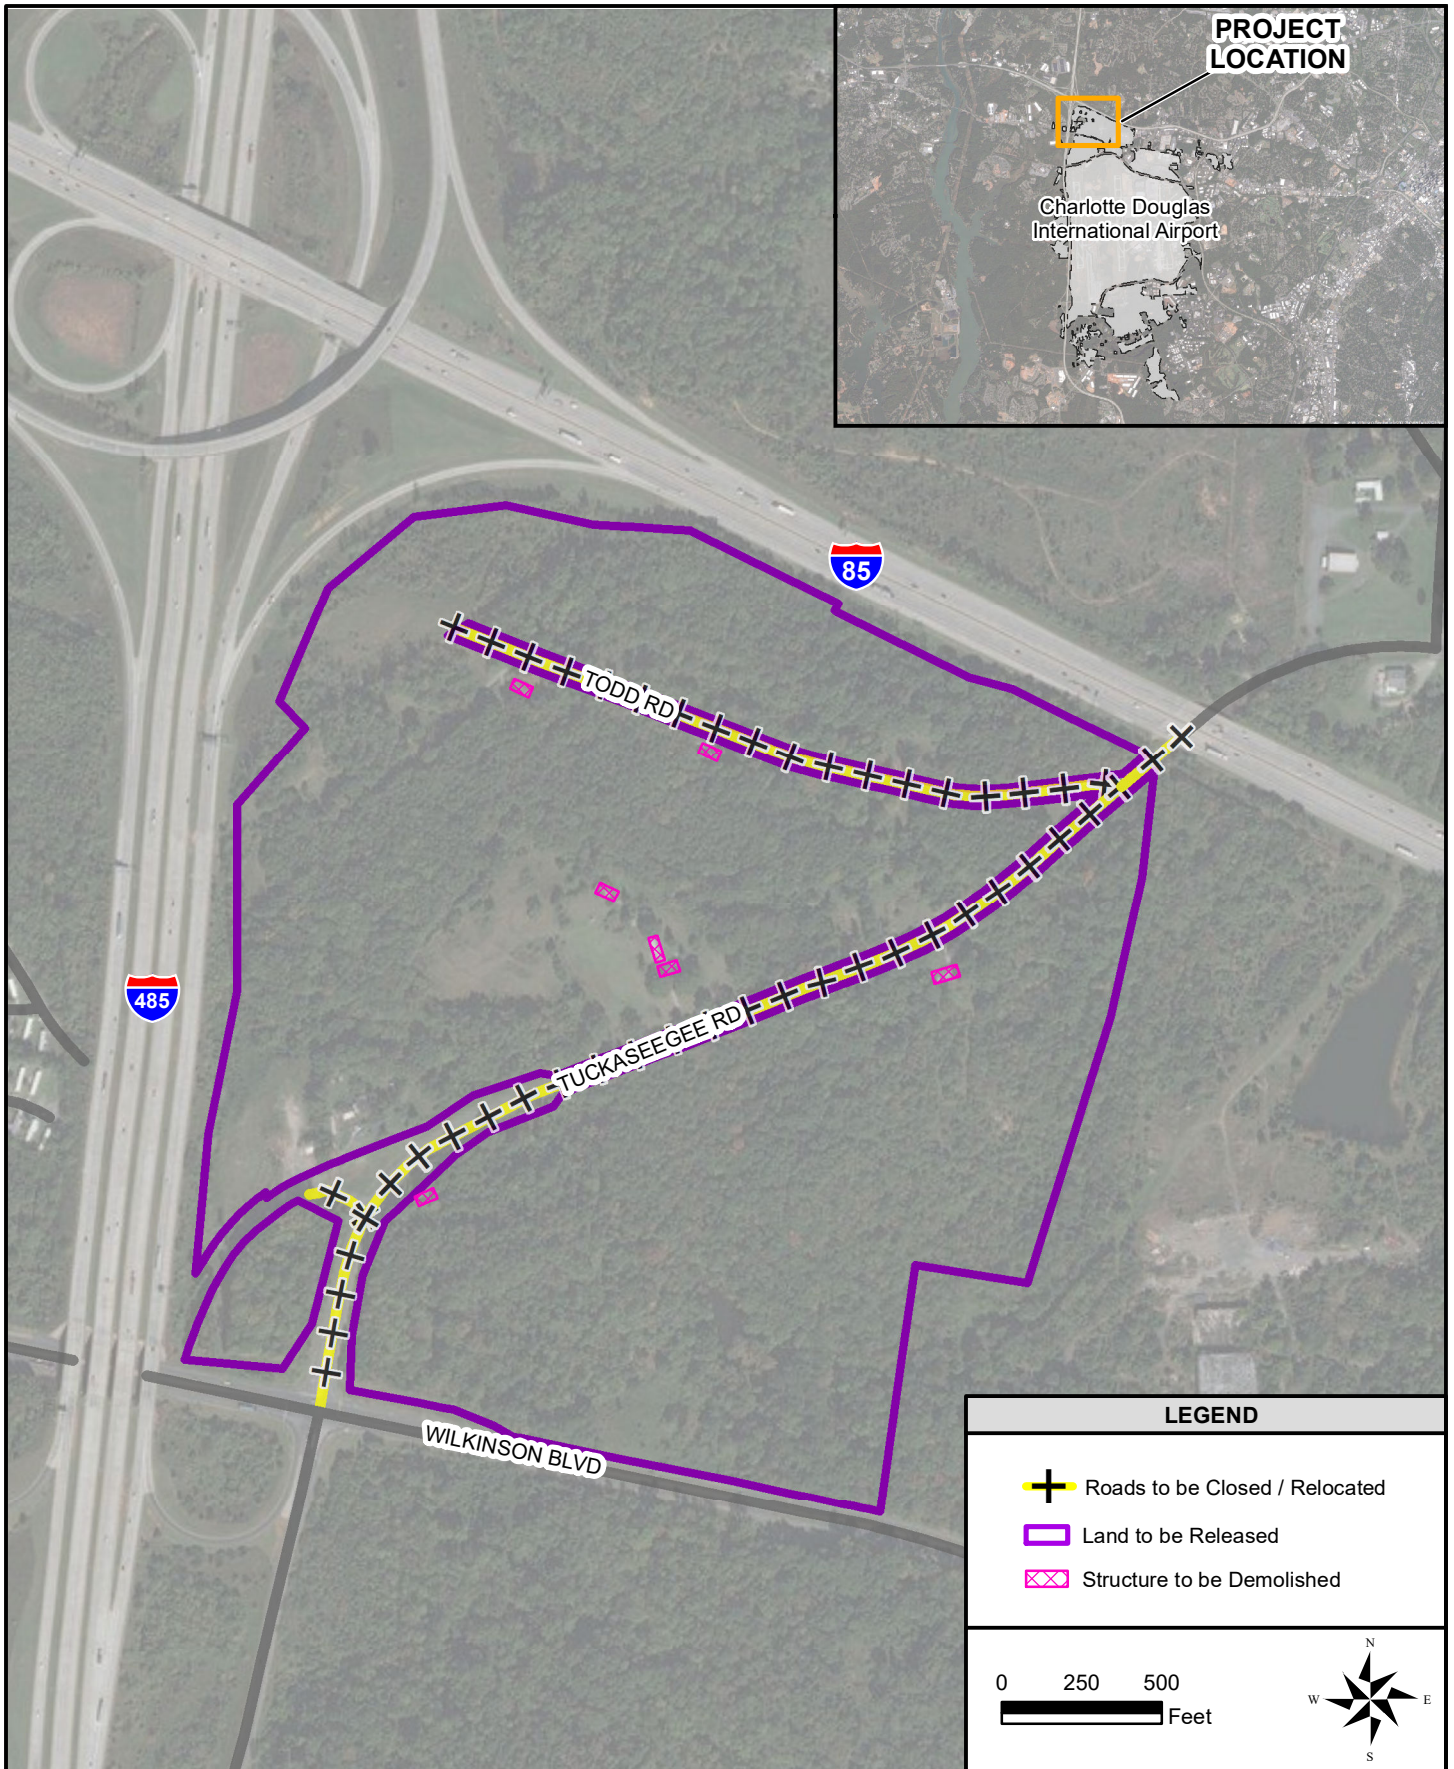 PROJECT
LOCATION
Charlotte Douglas
International Airport
85
TODD RD
485
TUCKASEEGEE RD
WILKINSON BLVD
LEGEND
Roads to be Closed / Relocated
Land to be Released
Structure to be Demolished
0 250 500
Feet
N
W E
S